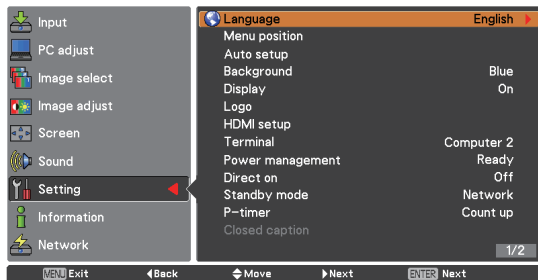 Input
PC adjust
Image select
Image adjust
Screen
Sound
Setting
Information
Network
Language English
Menu position
Auto setup
Background Blue
Display On
Logo
HDMI setup
Terminal Computer 2
Power management Ready
Direct on Off
Standby mode Network
P-timer Count up
Closed caption
1/2
MENU Exit Back Move Next ENTER Next